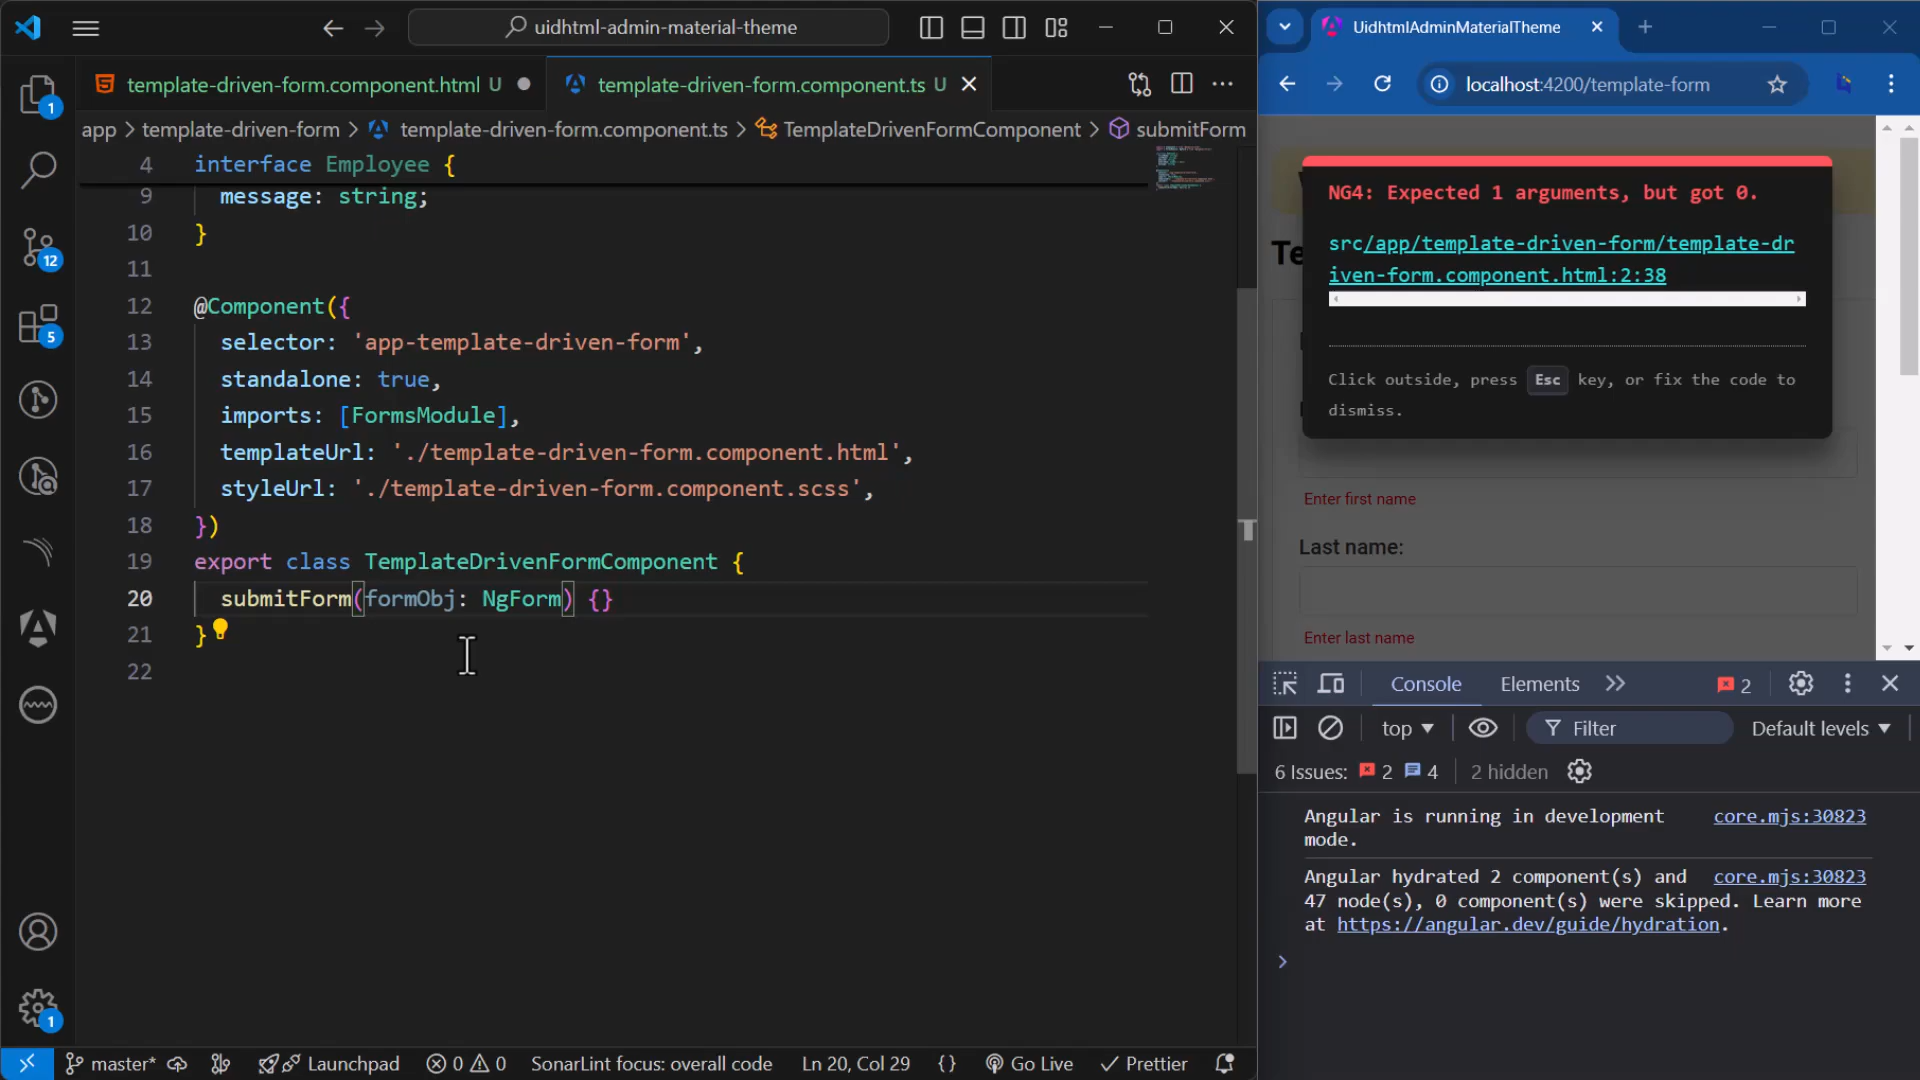 uidhtml-admin-material-theme
template-driven-form.component.html U
template-driven-form.component.ts U
app > template-driven-form > template-driven-form.component.ts > TemplateDrivenFormComponent > submitForm
4 interface Employee {
9 message: string;
10 }
11
12 @Component({
13 selector: 'app-template-driven-form',
14 standalone: true,
15 imports: [FormsModule],
16 templateUrl: './template-driven-form.component.html',
17 styleUrl: './template-driven-form.component.scss',
18 })
19 export class TemplateDrivenFormComponent {
20 submitForm(formObj: NgForm) {}
21 }
22
1
12
5
1
master* Launchpad 0 0 SonarLint focus: overall code Ln 20, Col 29 {} Go Live Prettier
UidhtmlAdminMaterialTheme
localhost:4200/template-form
NG4: Expected 1 arguments, but got 0.
src/app/template-driven-form/template-dr
iven-form.component.html:2:38
Click outside, press Esc key, or fix the code to
dismiss.
Enter first name
Last name:
Enter last name
Console Elements 2
top Filter Default levels
6 Issues: 2 4 2 hidden
Angular is running in development core.mjs:30823
mode.
Angular hydrated 2 component(s) and core.mjs:30823
47 node(s), 0 component(s) were skipped. Learn more
at https://angular.dev/guide/hydration.